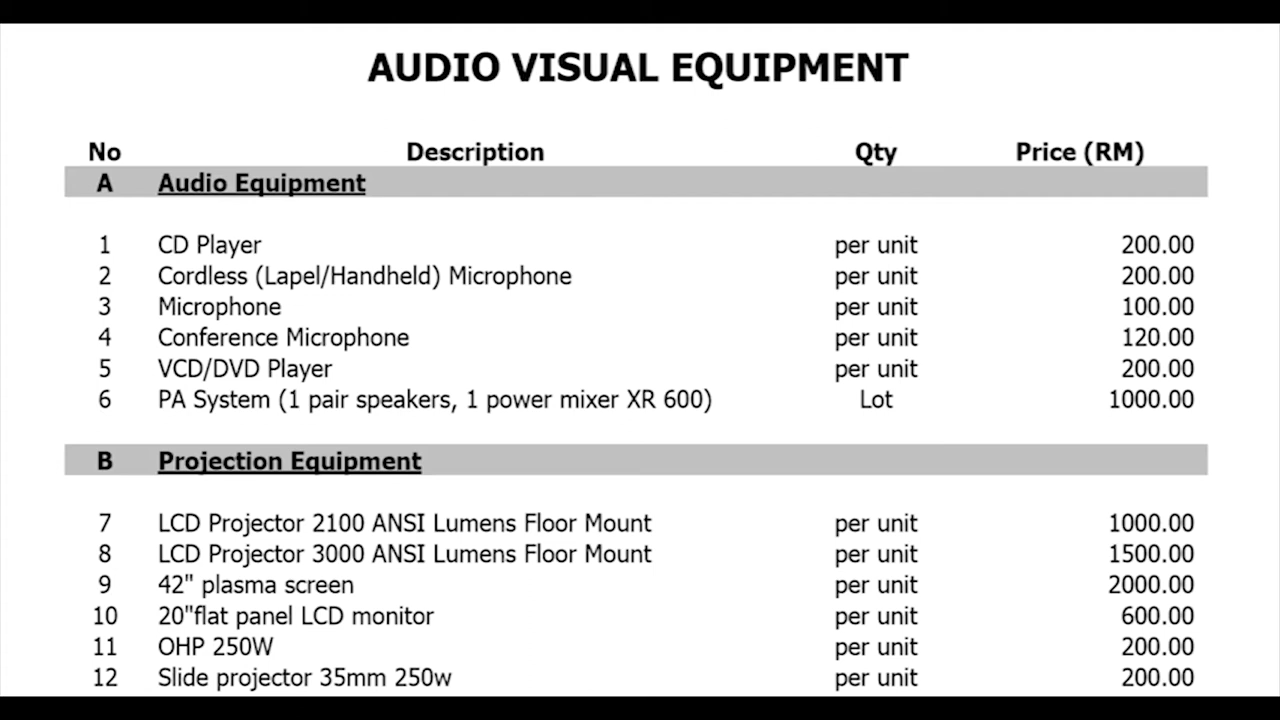 AUDIO VISUAL EQUIPMENT
No Description Qty Price (RM)
A Audio Equipment
1 CD Player per unit 200.00
2 Cordless (Lapel/Handheld) Microphone per unit 200.00
3 Microphone per unit 100.00
4 Conference Microphone per unit 120.00
5 VCD/DVD Player per unit 200.00
6 PA System (1 pair speakers, 1 power mixer XR 600) Lot 1000.00
B Projection Equipment
7 LCD Projector 2100 ANSI Lumens Floor Mount per unit 1000.00
8 LCD Projector 3000 ANSI Lumens Floor Mount per unit 1500.00
9 42" plasma screen per unit 2000.00
10 20"flat panel LCD monitor per unit 600.00
11 OHP 250W per unit 200.00
12 Slide projector 35mm 250w per unit 200.00